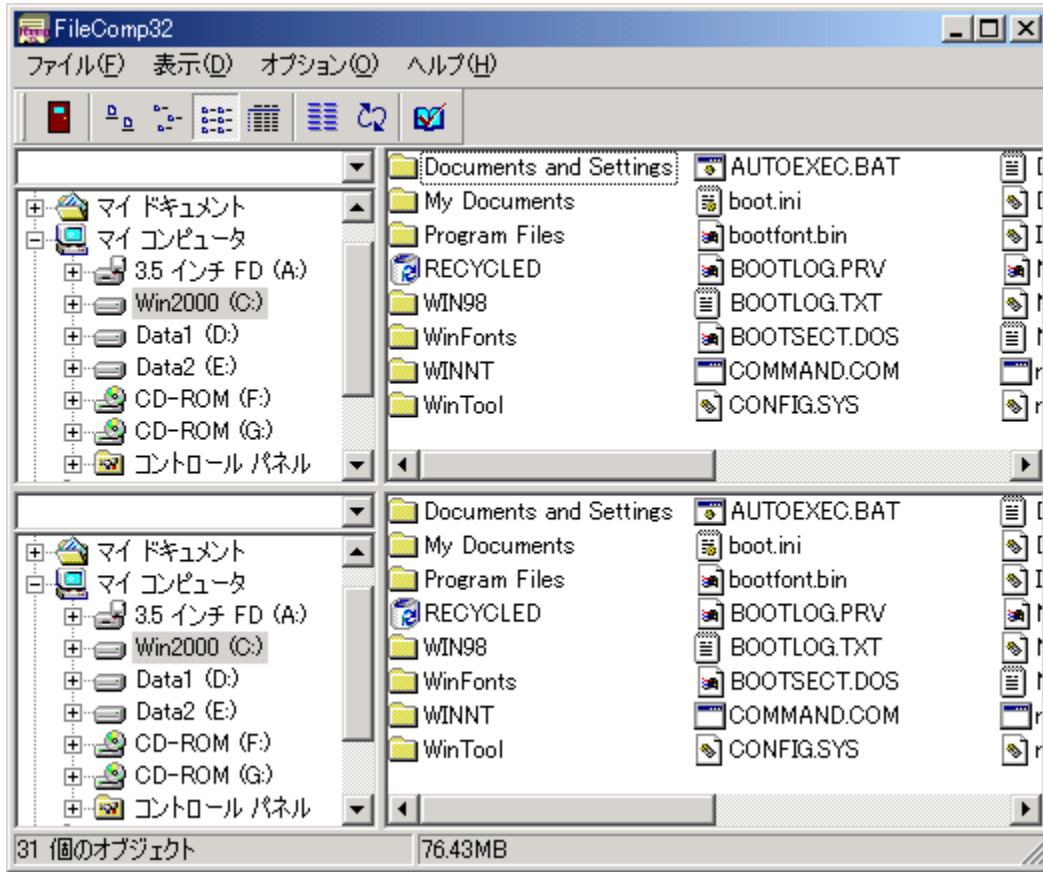 FileComp32
ファイル(F) 表示(D) オプション(O) ヘルプ(H)
マイ ドキュメント
マイ コンピュータ
3.5 インチ FD (A:)
Win2000 (C:)
Data1 (D:)
Data2 (E:)
CD-ROM (F:)
CD-ROM (G:)
コントロール パネル
Documents and Settings AUTOEXEC.BAT
My Documents boot.ini
Program Files bootfont.bin
RECYCLED BOOTLOG.PRV
WIN98 BOOTLOG.TXT
WinFonts BOOTSECT.DOS
WINNT COMMAND.COM
WinTool CONFIG.SYS
マイ ドキュメント
マイ コンピュータ
3.5 インチ FD (A:)
Win2000 (C:)
Data1 (D:)
Data2 (E:)
CD-ROM (F:)
CD-ROM (G:)
コントロール パネル
Documents and Settings AUTOEXEC.BAT
My Documents boot.ini
Program Files bootfont.bin
RECYCLED BOOTLOG.PRV
WIN98 BOOTLOG.TXT
WinFonts BOOTSECT.DOS
WINNT COMMAND.COM
WinTool CONFIG.SYS
31 個のオブジェクト 76.43MB